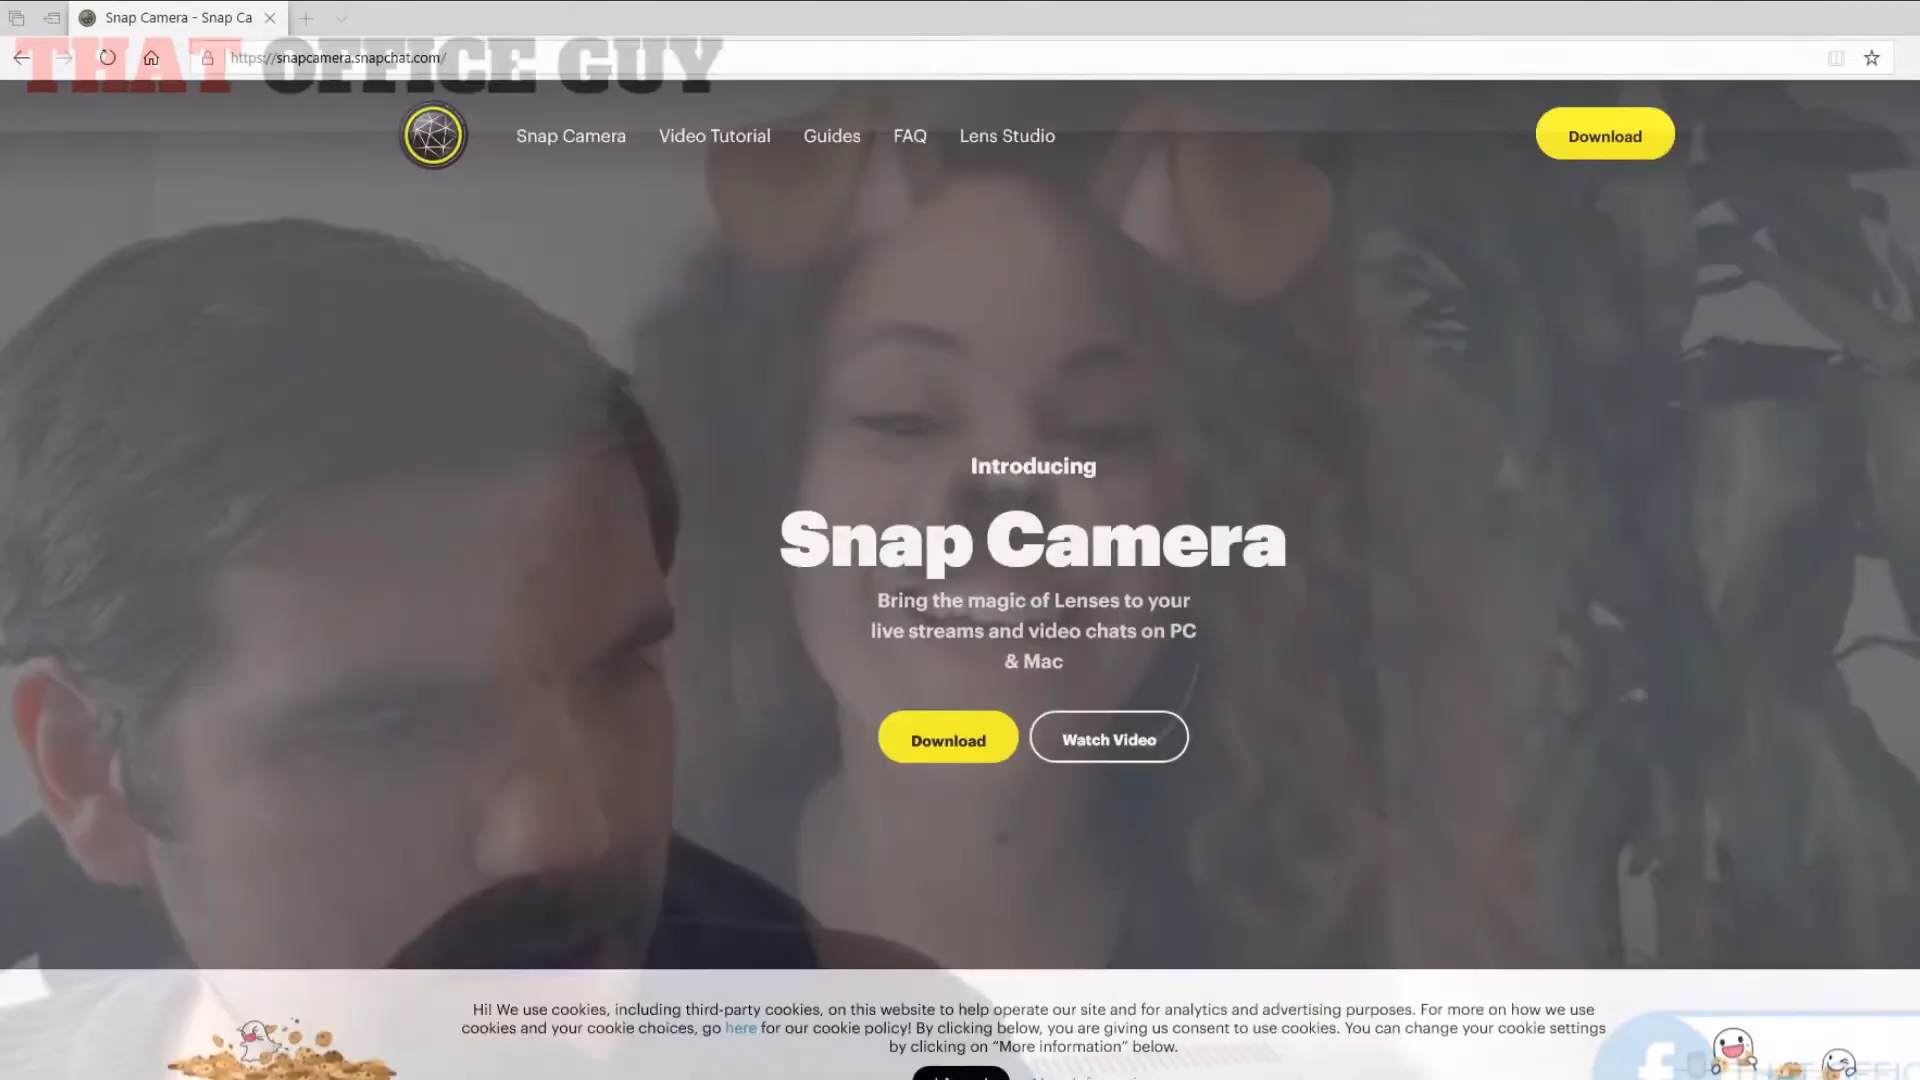 Snap Camera - Snap Ca
THAT OFFICE GUY
https://snapcamera.snapchat.com/
Snap Camera
Video Tutorial
Guides
FAQ
Lens Studio
Download
Introducing
Snap Camera
Bring the magic of Lenses to your
live streams and video chats on PC
& Mac
Download
Watch Video
Hi! We use cookies, including third-party cookies, on this website to help operate our site and for analytics and advertising purposes. For more on how we use
cookies and your cookie choices, go here for our cookie policy! By clicking below, you are giving us consent to use cookies. You can change your cookie settings
by clicking on “More information” below.